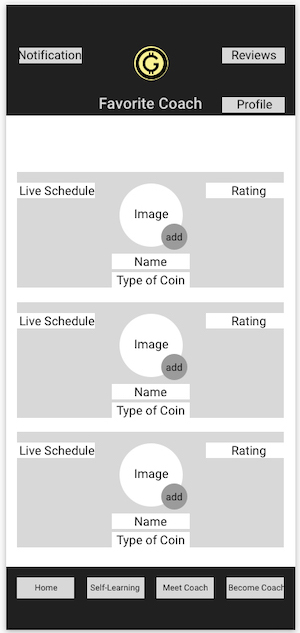 Notification
Reviews
Favorite Coach
Profile
Live Schedule
Image
Rating
add
Name
Type of Coin
Live Schedule
Image
Rating
add
Name
Type of Coin
Live Schedule
Image
Rating
add
Name
Type of Coin
Home
Self-Learning
Meet Coach
Become Coach